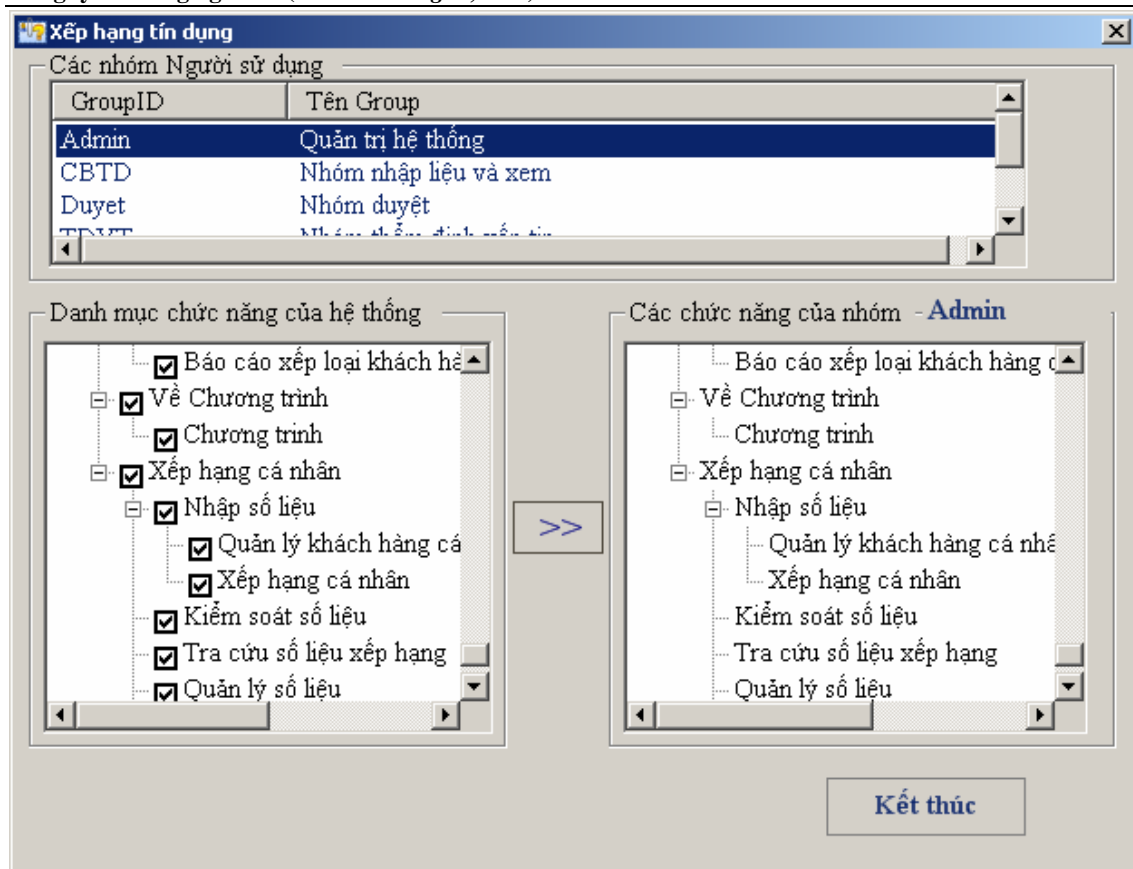 Xếp hạng tín dụng
Các nhóm Người sử dụng
GroupID Tên Group
Admin Quản trị hệ thống
CBTD Nhóm nhập liệu và xem
Duyet Nhóm duyệt
Danh mục chức năng của hệ thống
Báo cáo xếp loại khách hà
Về Chương trình
Chương trinh
Xếp hạng cá nhân
Nhập số liệu
Quản lý khách hàng cá
Xếp hạng cá nhân
Kiểm soát số liệu
Tra cứu số liệu xếp hạng
Quản lý số liệu
>>
Các chức năng của nhóm - Admin
Báo cáo xếp loại khách hàng c
Về Chương trình
Chương trinh
Xếp hạng cá nhân
Nhập số liệu
Quản lý khách hàng cá nhâ
Xếp hạng cá nhân
Kiểm soát số liệu
Tra cứu số liệu xếp hạng
Quản lý số liệu
Kết thúc